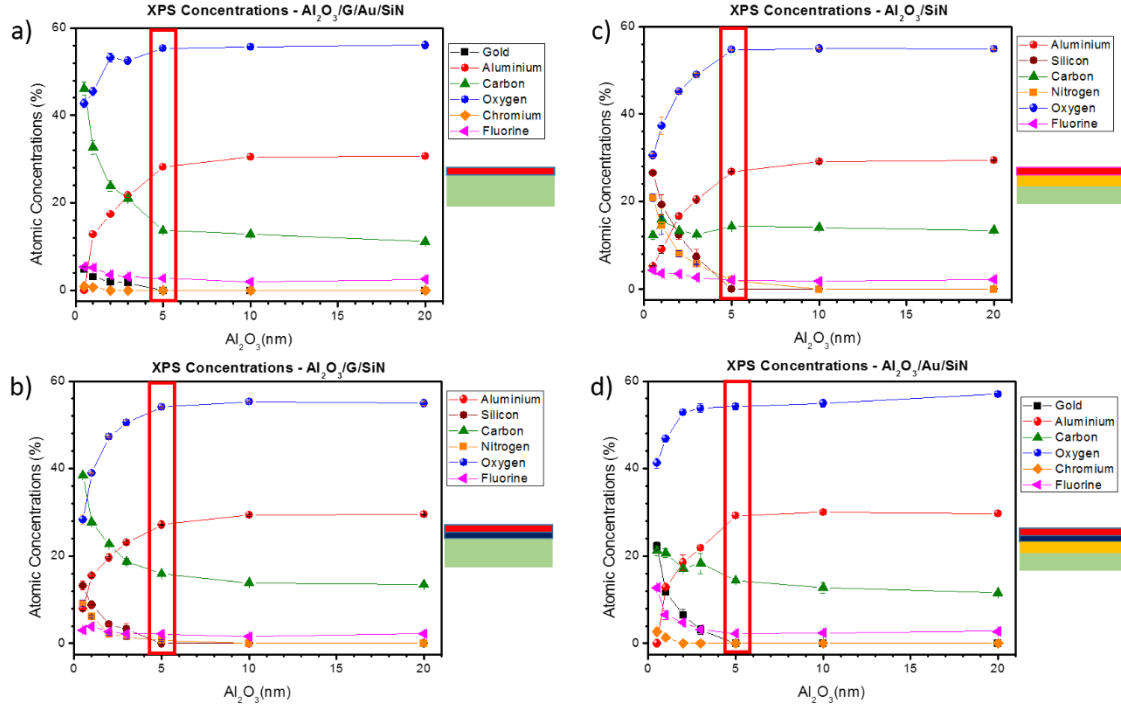 a)
XPS Concentrations - Al₂O₃/G/Au/SiN
Atomic Concentrations (%)
60
40
20
0
0 5 10 15 20
Al₂O₃(nm)
Gold
Aluminium
Carbon
Oxygen
Chromium
Fluorine
c)
XPS Concentrations - Al₂O₃/SiN
Atomic Concentrations (%)
60
40
20
0
0 5 10 15 20
Al₂O₃(nm)
Aluminium
Silicon
Carbon
Nitrogen
Oxygen
Fluorine
b)
XPS Concentrations - Al₂O₃/G/SiN
Atomic Concentrations (%)
60
40
20
0
0 5 10 15 20
Al₂O₃(nm)
Aluminium
Silicon
Carbon
Nitrogen
Oxygen
Fluorine
d)
XPS Concentrations - Al₂O₃/Au/SiN
Atomic Concentrations (%)
60
40
20
0
0 5 10 15 20
Al₂O₃(nm)
Gold
Aluminium
Carbon
Oxygen
Chromium
Fluorine